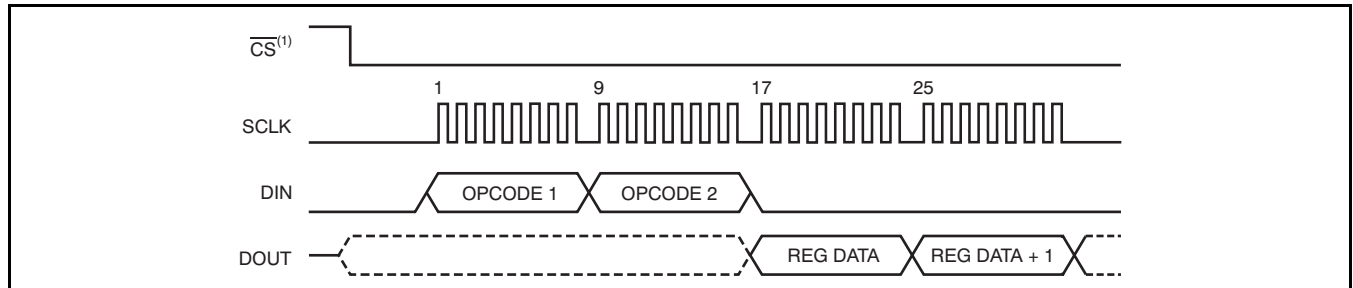 CS(1)
1 9 17 25
SCLK
DIN OPCODE 1 OPCODE 2
DOUT REG DATA REG DATA + 1